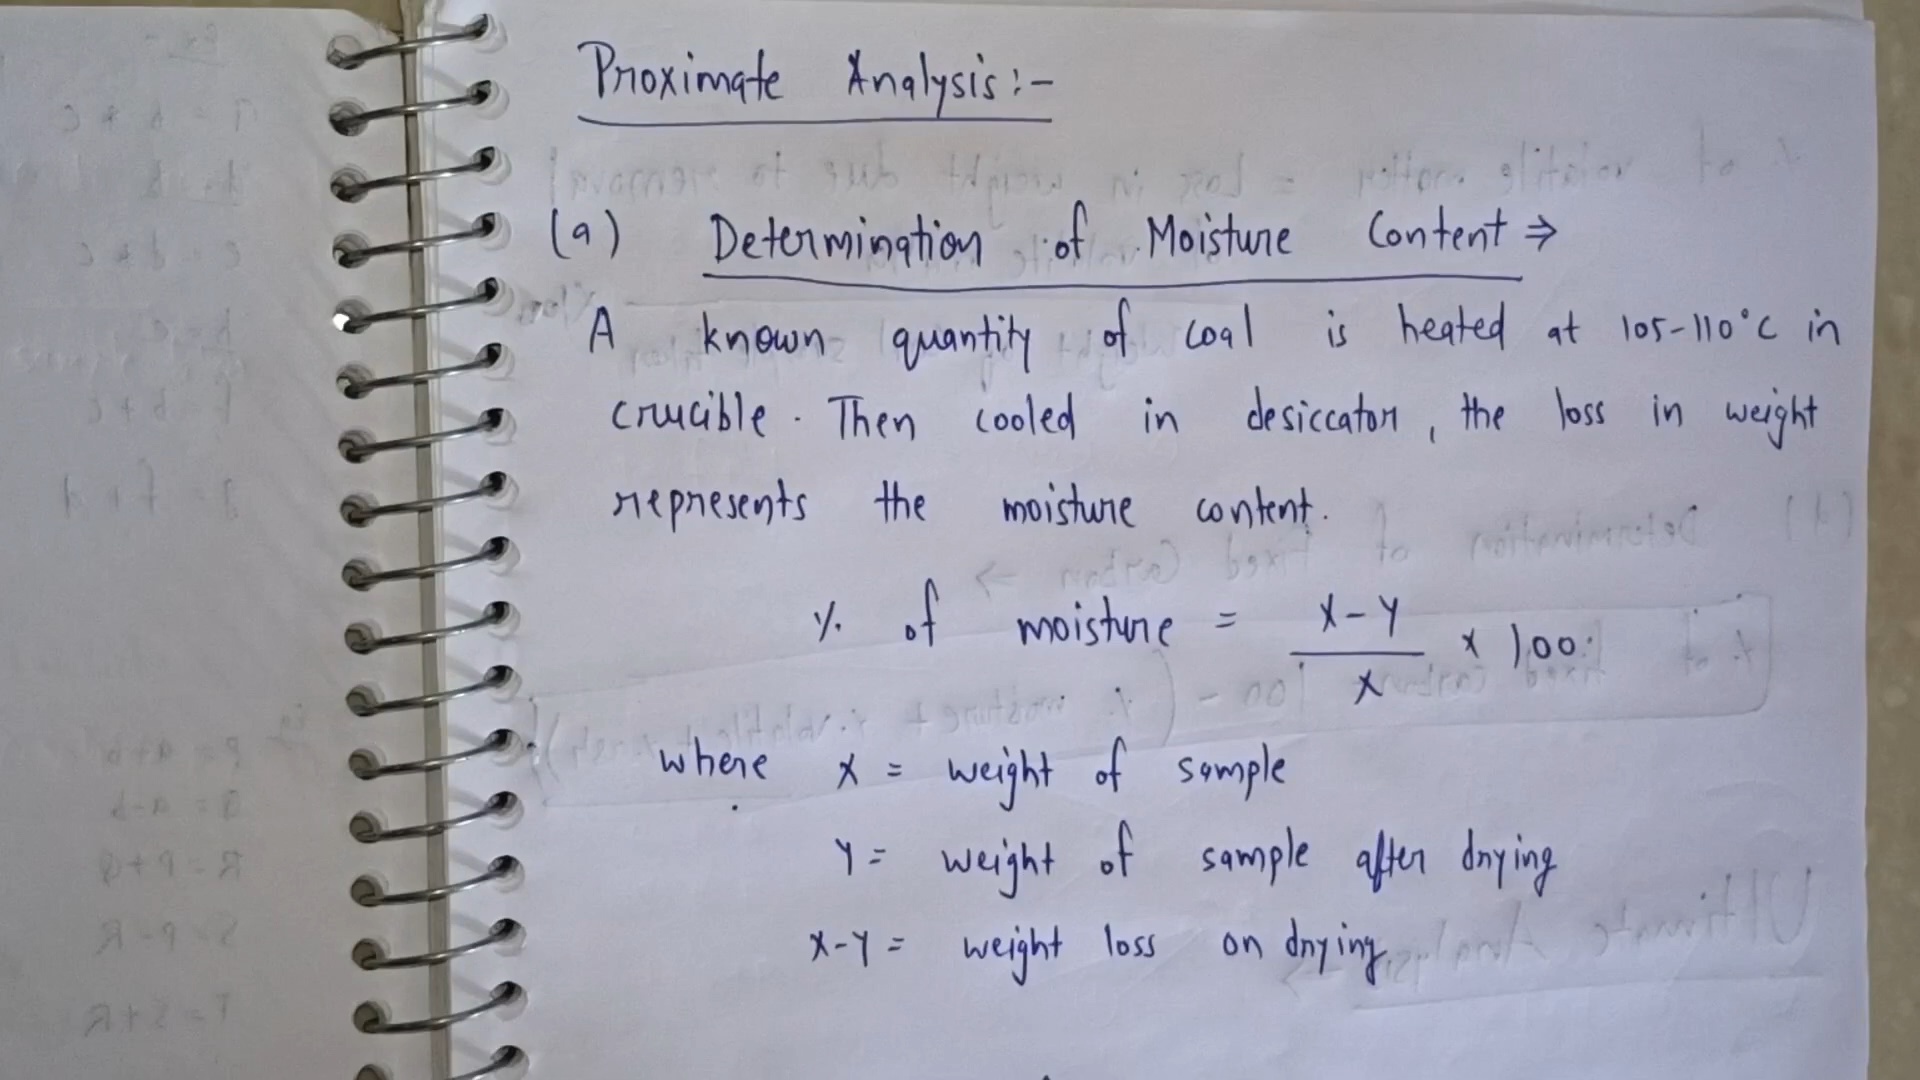 Proximate Analysis:-
(a) Determination of Moisture Content ⇒
A known quantity of coal is heated at 105-110°C in
crucible. Then cooled in desiccator, the loss in weight
represents the moisture content.
% of moisture = X-Y / X × 100
where X = weight of sample
Y = weight of sample after drying
X-Y = weight loss on drying